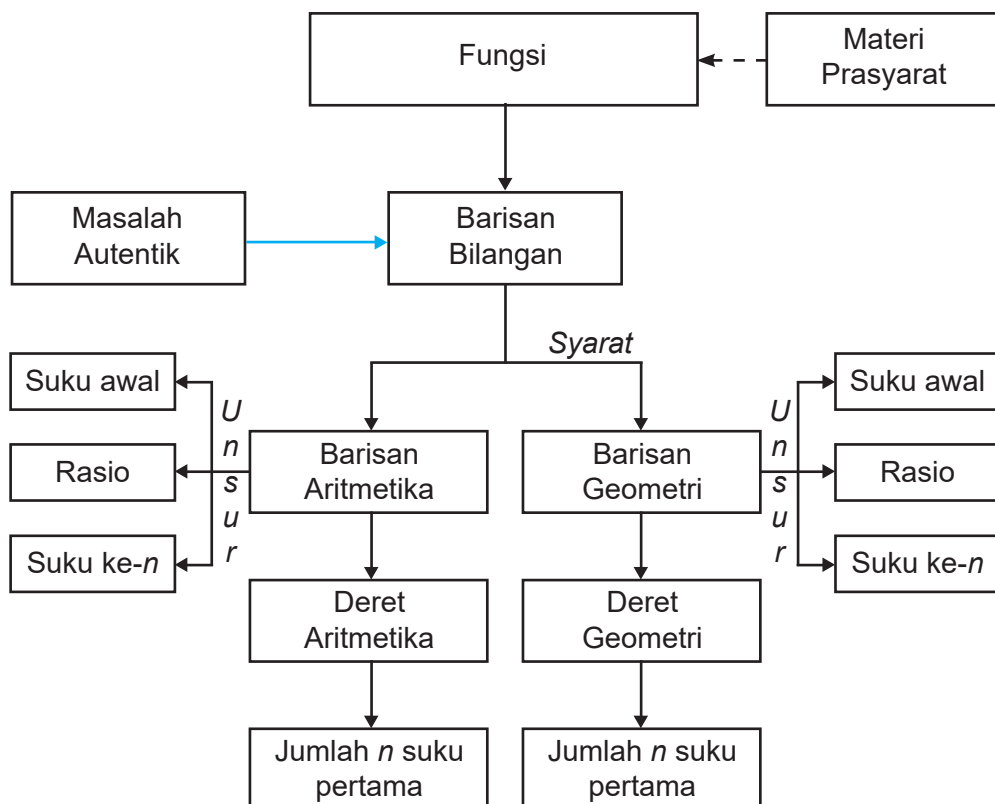 Fungsi
Materi
Prasyarat
Masalah
Autentik
Barisan
Bilangan
Syarat
Suku awal
Rasio
Suku ke-n
Unsur
Barisan
Aritmetika
Barisan
Geometri
Unsur
Suku awal
Rasio
Suku ke-n
Deret
Aritmetika
Deret
Geometri
Jumlah n suku
pertama
Jumlah n suku
pertama